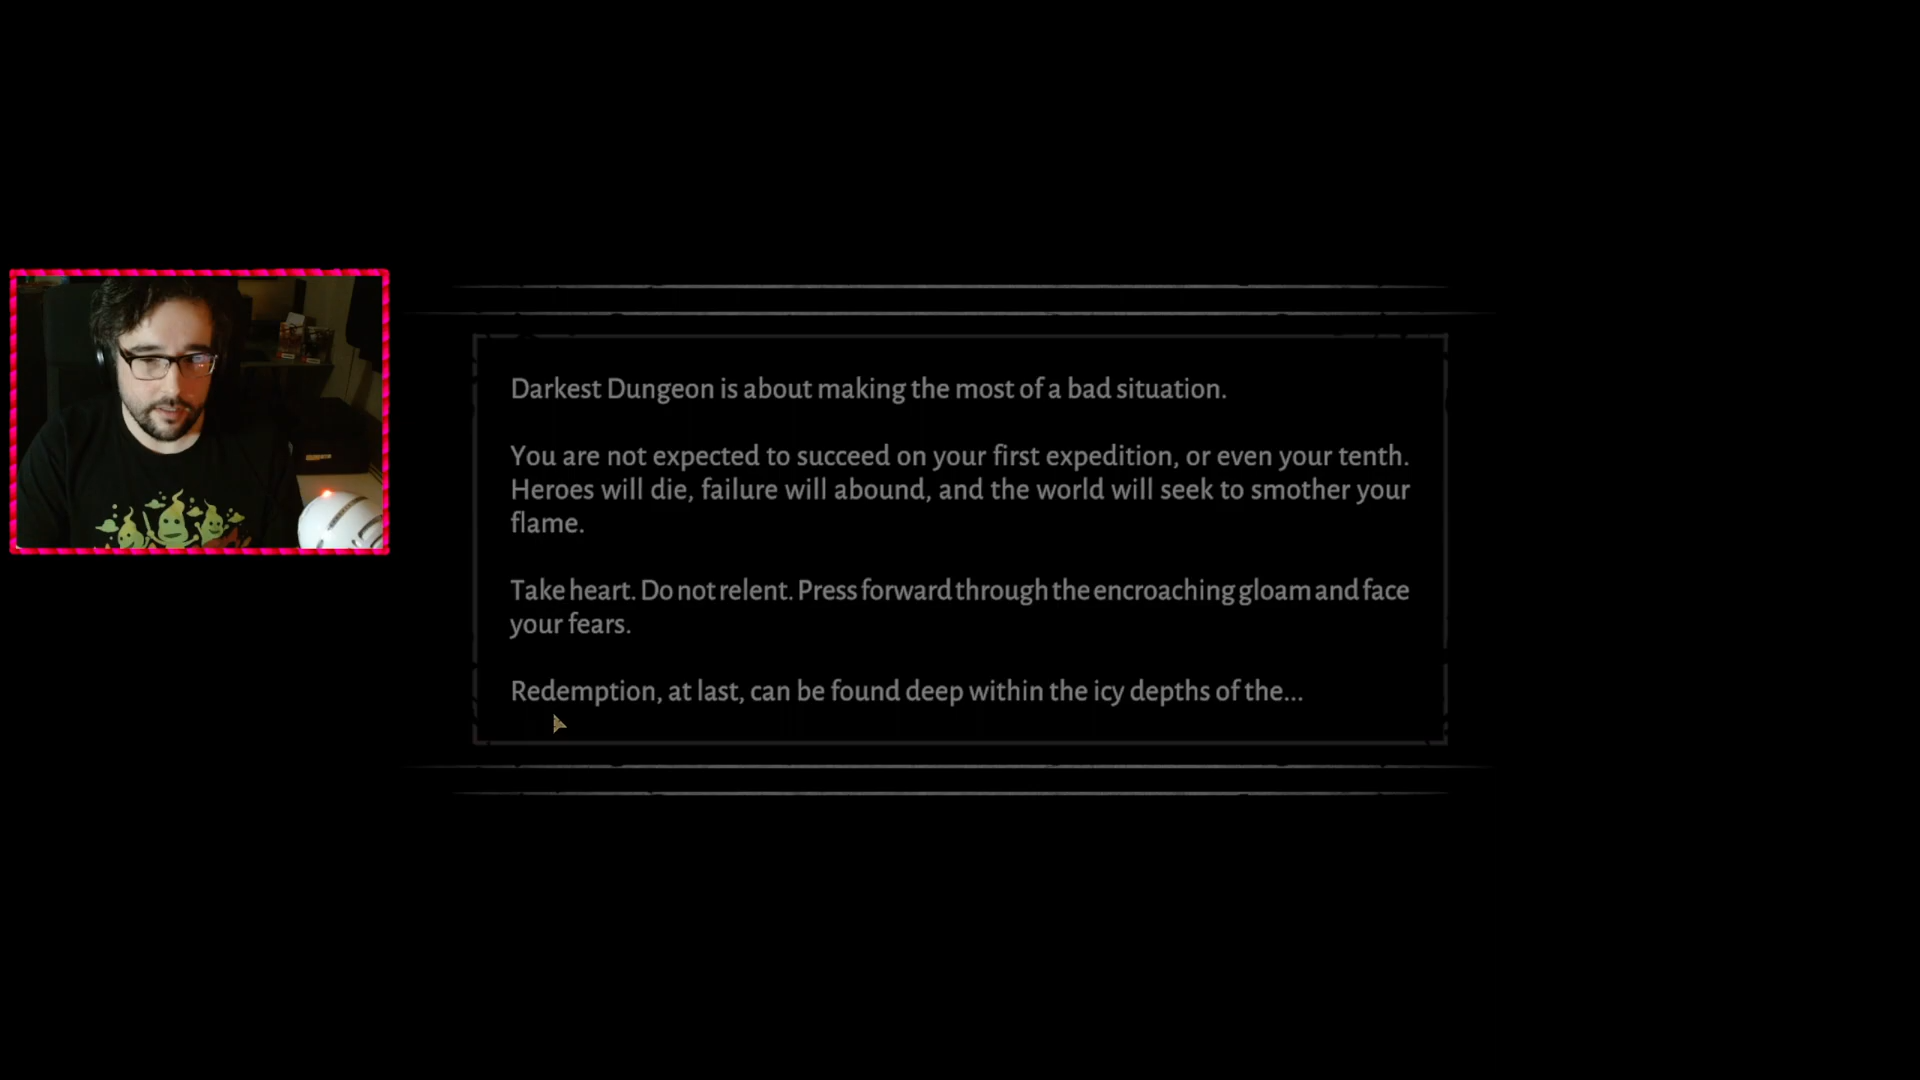 Darkest Dungeon is about making the most of a bad situation.
You are not expected to succeed on your first expedition, or even your tenth.
Heroes will die, failure will abound, and the world will seek to smother your
flame.
Take heart. Do not relent. Press forward through the encroaching gloam and face
your fears.
Redemption, at last, can be found deep within the icy depths of the...